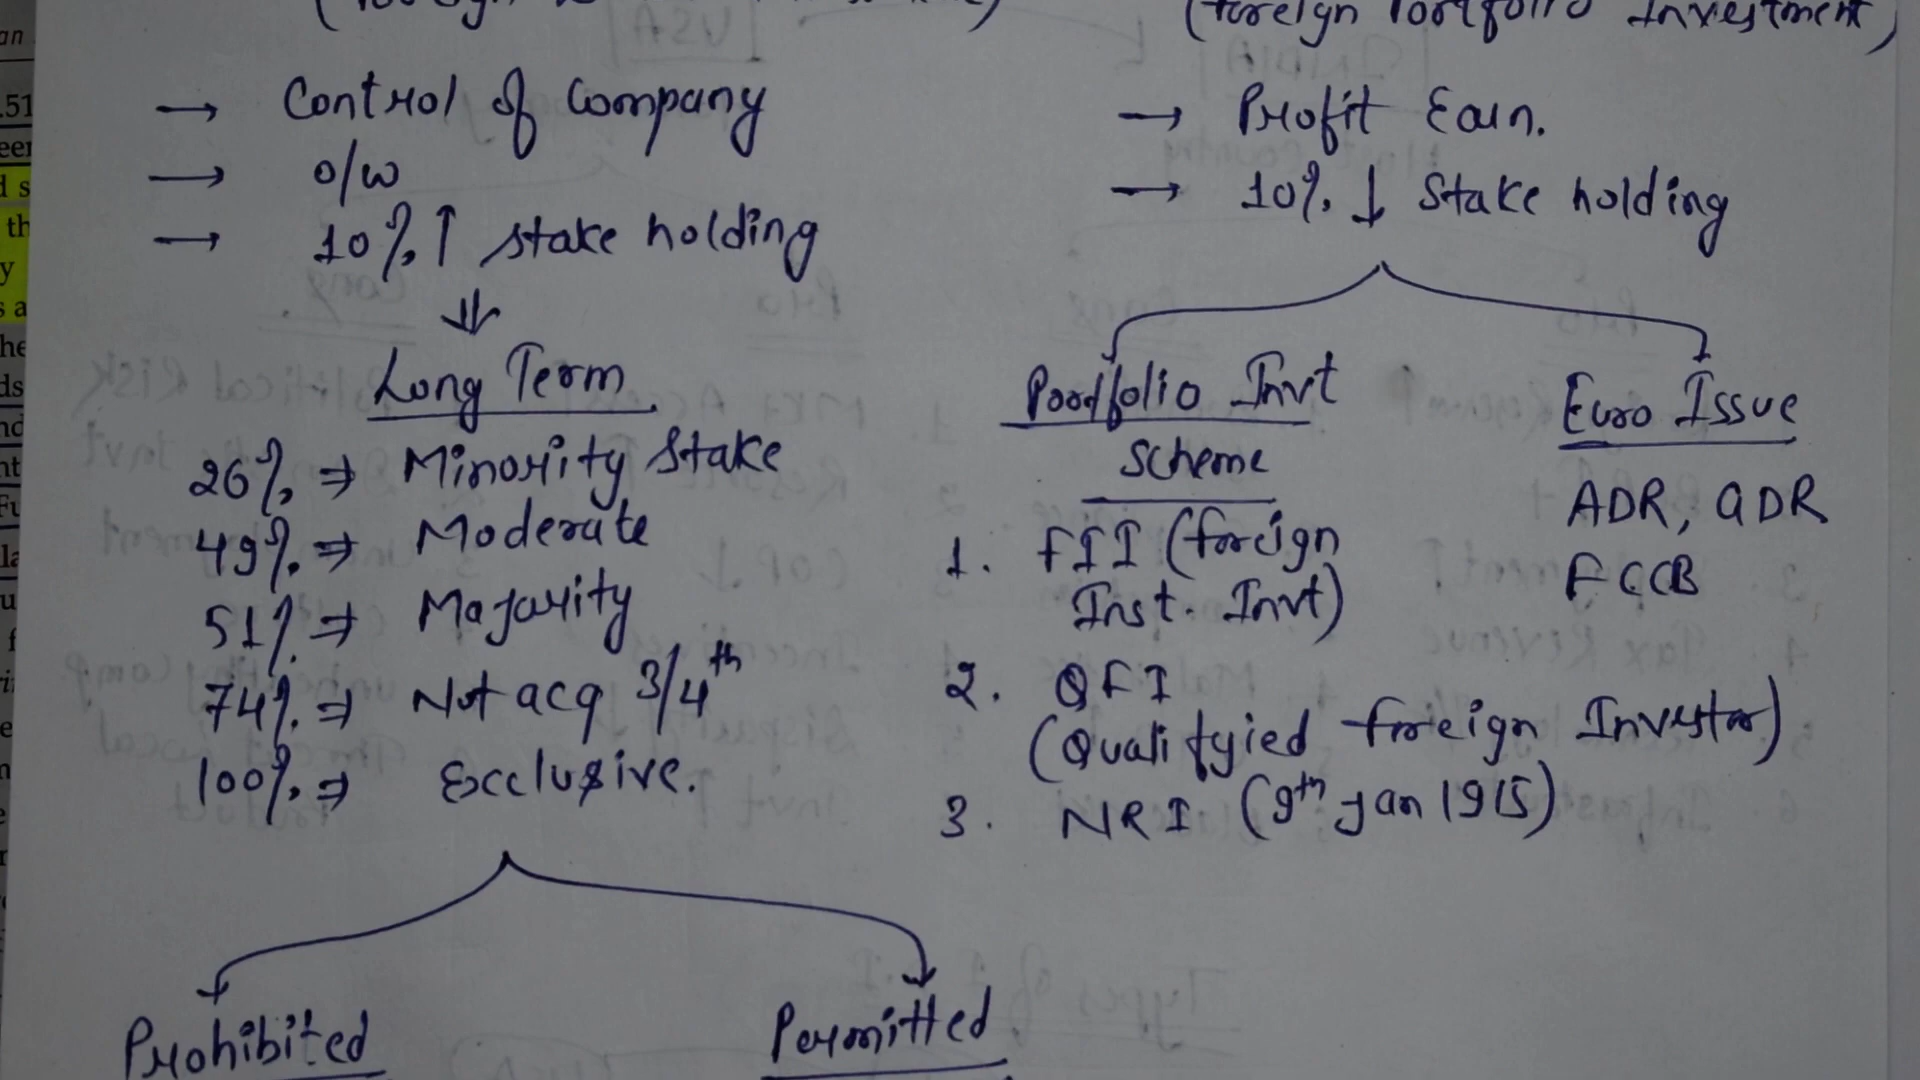 (foreign Portfolio Investment)
→ Control of Company
→ o/w
→ 10% ↑ stake holding
⇓
Long Term
26% ⇒ Minority Stake
49% ⇒ Moderate
51% ⇒ Majority
74% ⇒ Not acq 3/4th
100% ⇒ Exclusive.
Prohibited
Permitted
→ Profit Earn.
→ 10% ↓ Stake holding
Portfolio Invt
Scheme
1. FII (foreign
Inst. Invt)
2. QFI
(Qualifyied foreign Investor)
3. NRI (9th Jan 1915)
Euro Issue
ADR, GDR
FCCB